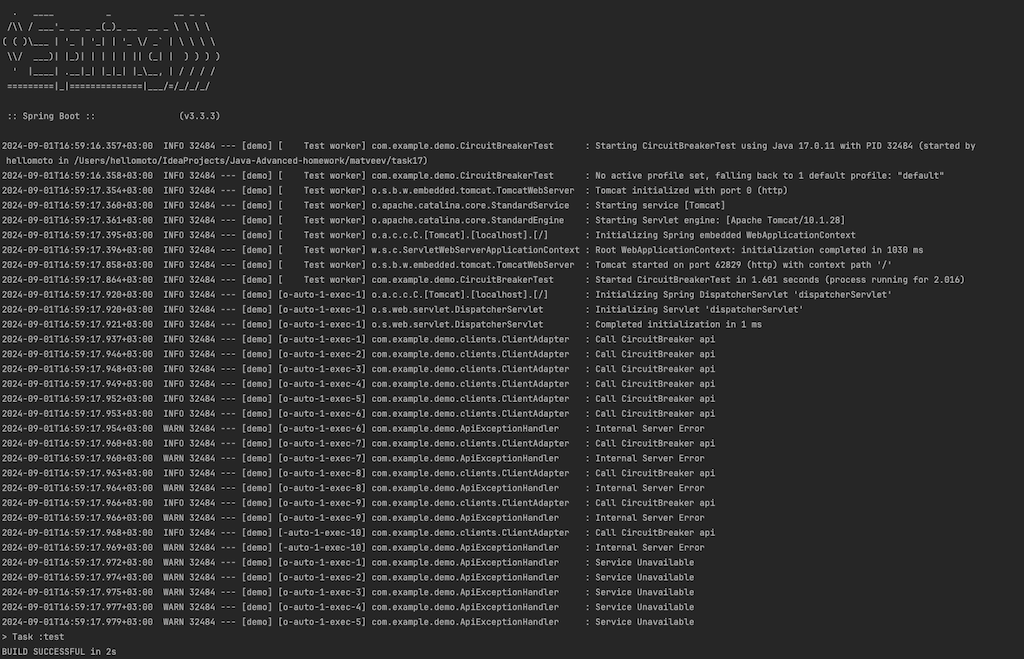 .   ____          _            __ _ _
 /\\ / ___'_ __ _ _(_)_ __  __ _ \ \ \ \
( ( )\___ | '_ | '_| | '_ \/ _` | \ \ \ \
 \\/  ___)| |_)| | | | | || (_| |  ) ) ) )
  '  |____| .__|_| |_|_| |_\__, | / / / /
 =========|_|==============|___/=/_/_/_/
 :: Spring Boot ::                (v3.3.3)
2024-09-01T16:59:16.357+03:00  INFO 32484 --- [demo] [    Test worker] com.example.demo.CircuitBreakerTest      : Starting CircuitBreakerTest using Java 17.0.11 with PID 32484 (started by
 hellomoto in /Users/hellomoto/IdeaProjects/Java-Advanced-homework/matveev/task17)
2024-09-01T16:59:16.358+03:00  INFO 32484 --- [demo] [    Test worker] com.example.demo.CircuitBreakerTest      : No active profile set, falling back to 1 default profile: "default"
2024-09-01T16:59:17.354+03:00  INFO 32484 --- [demo] [    Test worker] o.s.b.w.embedded.tomcat.TomcatWebServer  : Tomcat initialized with port 0 (http)
2024-09-01T16:59:17.360+03:00  INFO 32484 --- [demo] [    Test worker] o.apache.catalina.core.StandardService   : Starting service [Tomcat]
2024-09-01T16:59:17.361+03:00  INFO 32484 --- [demo] [    Test worker] o.apache.catalina.core.StandardEngine    : Starting Servlet engine: [Apache Tomcat/10.1.28]
2024-09-01T16:59:17.395+03:00  INFO 32484 --- [demo] [    Test worker] o.a.c.c.C.[Tomcat].[localhost].[/]       : Initializing Spring embedded WebApplicationContext
2024-09-01T16:59:17.396+03:00  INFO 32484 --- [demo] [    Test worker] w.s.c.ServletWebServerApplicationContext : Root WebApplicationContext: initialization completed in 1030 ms
2024-09-01T16:59:17.858+03:00  INFO 32484 --- [demo] [    Test worker] o.s.b.w.embedded.tomcat.TomcatWebServer  : Tomcat started on port 62829 (http) with context path '/'
2024-09-01T16:59:17.864+03:00  INFO 32484 --- [demo] [    Test worker] com.example.demo.CircuitBreakerTest      : Started CircuitBreakerTest in 1.601 seconds (process running for 2.016)
2024-09-01T16:59:17.920+03:00  INFO 32484 --- [demo] [o-auto-1-exec-1] o.a.c.c.C.[Tomcat].[localhost].[/]       : Initializing Spring DispatcherServlet 'dispatcherServlet'
2024-09-01T16:59:17.920+03:00  INFO 32484 --- [demo] [o-auto-1-exec-1] o.s.web.servlet.DispatcherServlet        : Initializing Servlet 'dispatcherServlet'
2024-09-01T16:59:17.921+03:00  INFO 32484 --- [demo] [o-auto-1-exec-1] o.s.web.servlet.DispatcherServlet        : Completed initialization in 1 ms
2024-09-01T16:59:17.937+03:00  INFO 32484 --- [demo] [o-auto-1-exec-1] com.example.demo.clients.ClientAdapter   : Call CircuitBreaker api
2024-09-01T16:59:17.946+03:00  INFO 32484 --- [demo] [o-auto-1-exec-2] com.example.demo.clients.ClientAdapter   : Call CircuitBreaker api
2024-09-01T16:59:17.948+03:00  INFO 32484 --- [demo] [o-auto-1-exec-3] com.example.demo.clients.ClientAdapter   : Call CircuitBreaker api
2024-09-01T16:59:17.949+03:00  INFO 32484 --- [demo] [o-auto-1-exec-4] com.example.demo.clients.ClientAdapter   : Call CircuitBreaker api
2024-09-01T16:59:17.952+03:00  INFO 32484 --- [demo] [o-auto-1-exec-5] com.example.demo.clients.ClientAdapter   : Call CircuitBreaker api
2024-09-01T16:59:17.953+03:00  INFO 32484 --- [demo] [o-auto-1-exec-6] com.example.demo.clients.ClientAdapter   : Call CircuitBreaker api
2024-09-01T16:59:17.954+03:00  WARN 32484 --- [demo] [o-auto-1-exec-6] com.example.demo.ApiExceptionHandler     : Internal Server Error
2024-09-01T16:59:17.960+03:00  INFO 32484 --- [demo] [o-auto-1-exec-7] com.example.demo.clients.ClientAdapter   : Call CircuitBreaker api
2024-09-01T16:59:17.960+03:00  WARN 32484 --- [demo] [o-auto-1-exec-7] com.example.demo.ApiExceptionHandler     : Internal Server Error
2024-09-01T16:59:17.963+03:00  INFO 32484 --- [demo] [o-auto-1-exec-8] com.example.demo.clients.ClientAdapter   : Call CircuitBreaker api
2024-09-01T16:59:17.964+03:00  WARN 32484 --- [demo] [o-auto-1-exec-8] com.example.demo.ApiExceptionHandler     : Internal Server Error
2024-09-01T16:59:17.966+03:00  INFO 32484 --- [demo] [o-auto-1-exec-9] com.example.demo.clients.ClientAdapter   : Call CircuitBreaker api
2024-09-01T16:59:17.966+03:00  WARN 32484 --- [demo] [o-auto-1-exec-9] com.example.demo.ApiExceptionHandler     : Internal Server Error
2024-09-01T16:59:17.968+03:00  INFO 32484 --- [demo] [-auto-1-exec-10] com.example.demo.clients.ClientAdapter   : Call CircuitBreaker api
2024-09-01T16:59:17.969+03:00  WARN 32484 --- [demo] [-auto-1-exec-10] com.example.demo.ApiExceptionHandler     : Internal Server Error
2024-09-01T16:59:17.972+03:00  WARN 32484 --- [demo] [o-auto-1-exec-1] com.example.demo.ApiExceptionHandler     : Service Unavailable
2024-09-01T16:59:17.974+03:00  WARN 32484 --- [demo] [o-auto-1-exec-2] com.example.demo.ApiExceptionHandler     : Service Unavailable
2024-09-01T16:59:17.975+03:00  WARN 32484 --- [demo] [o-auto-1-exec-3] com.example.demo.ApiExceptionHandler     : Service Unavailable
2024-09-01T16:59:17.977+03:00  WARN 32484 --- [demo] [o-auto-1-exec-4] com.example.demo.ApiExceptionHandler     : Service Unavailable
2024-09-01T16:59:17.979+03:00  WARN 32484 --- [demo] [o-auto-1-exec-5] com.example.demo.ApiExceptionHandler     : Service Unavailable
> Task :test
BUILD SUCCESSFUL in 2s